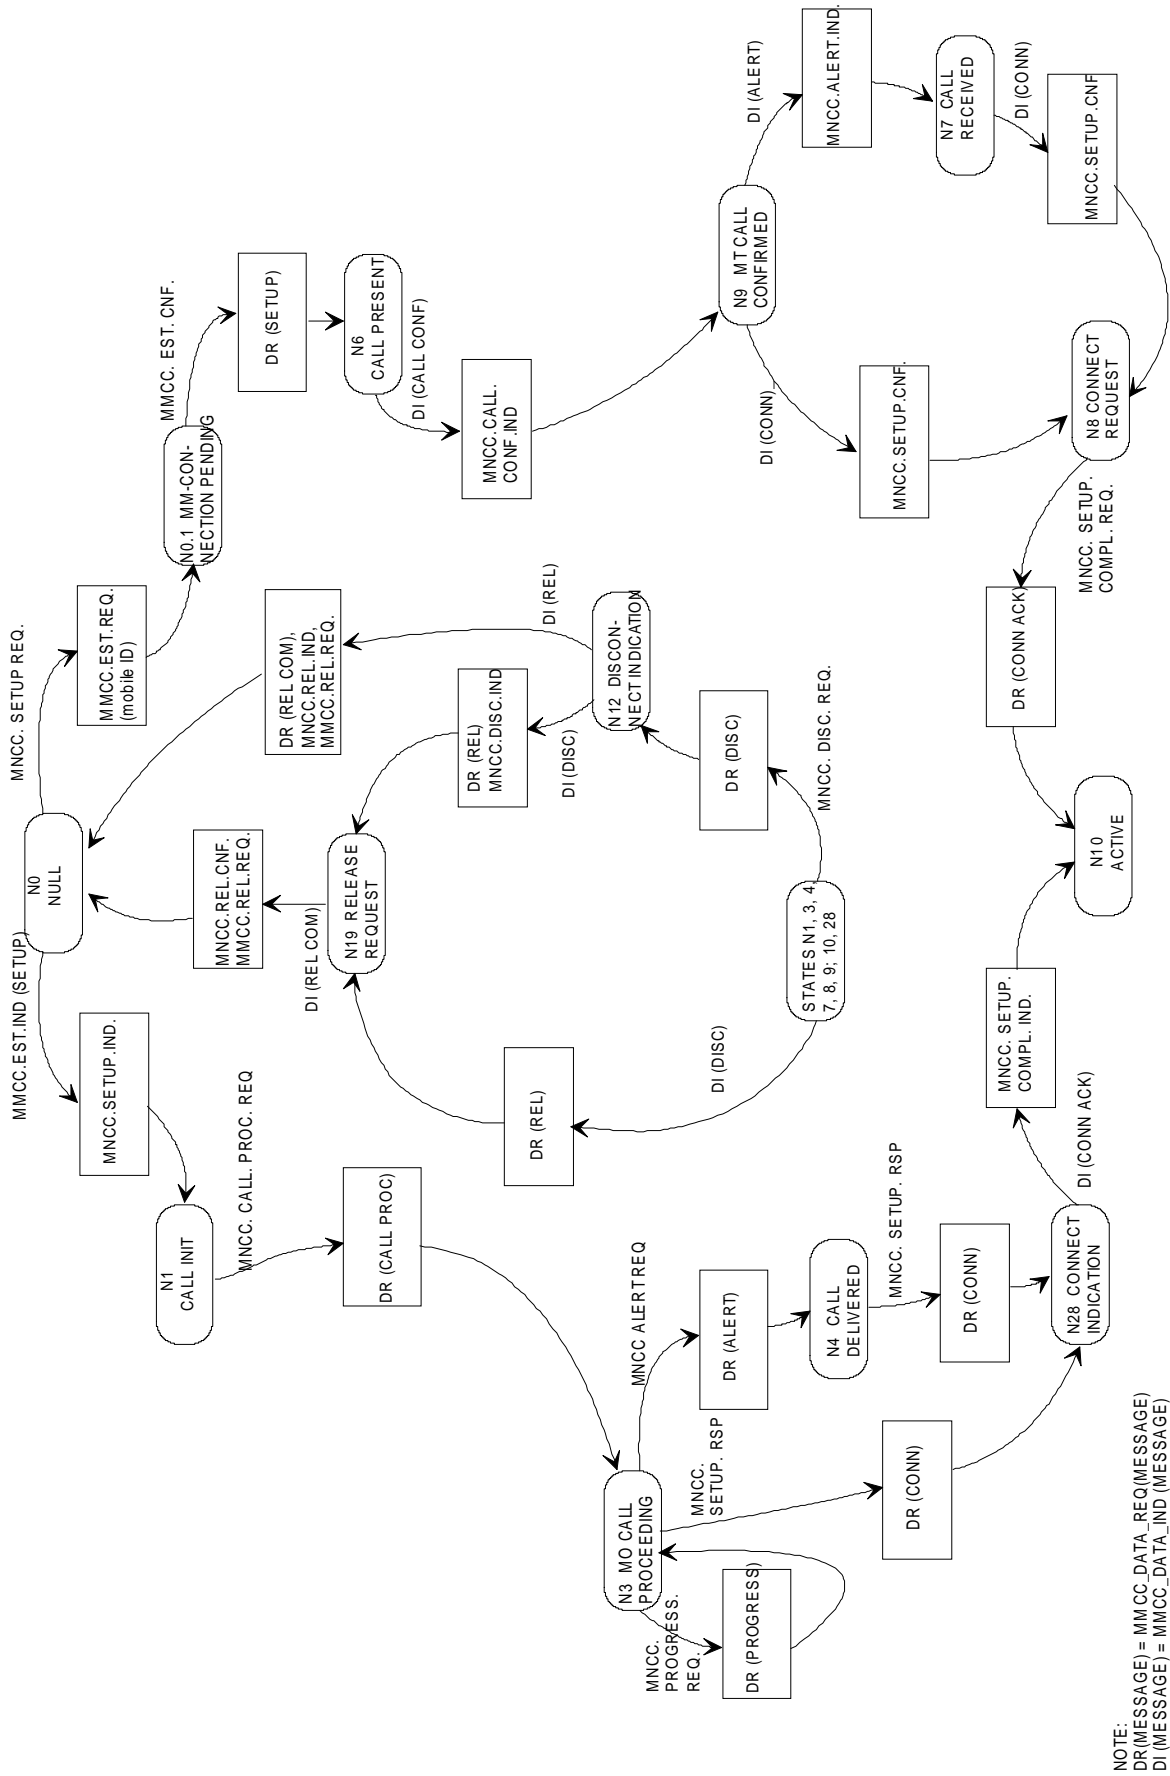 MMCC.EST.IND (SETUP)
N0
NULL
MNCC. SETUP REQ.
MNCC.SETUP.IND.
MMCC.EST.REQ.
(mobile ID)
N1
CALL INIT
N0.1 MM-CON-
NECTION PENDING
MMCC. EST. CNF.
MNCC. CALL. PROC. REQ
MNCC.REL.CNF.
MMCC.REL.REQ.
DR (REL COM),
MNCC.REL.IND,
MMCC.REL.REQ.
DR (SETUP)
DR (CALL PROC)
DI (REL COM)
N19 RELEASE
REQUEST
N6
CALL PRESENT
DI (CALL CONF)
DR (REL)
MNCC.DISC.IND
DI (REL)
MNCC.CALL.
CONF.IND
DR (REL)
DI (DISC)
N12 DISCON-
NECT INDICATION
N3 MO CALL
PROCEEDING
MNCC ALERT REQ
MNCC.
PROGRESS.
REQ.
MNCC.
SETUP. RSP
DR (ALERT)
DI (DISC)
DR (DISC)
N9 MT CALL
CONFIRMED
DI (ALERT)
DR (PROGRESS)
STATES N1, 3, 4,
7, 8, 9; 10, 28
MNCC. DISC. REQ.
DI (CONN)
MNCC.ALERT.IND.
N4 CALL
DELIVERED
MNCC. SETUP. RSP
DR (CONN)
DR (CONN)
MNCC.SETUP.CNF.
N7 CALL
RECEIVED
DI (CONN)
MNCC. SETUP.
COMPL. IND.
DR (CONN ACK)
MNCC.SETUP.CNF
N28 CONNECT
INDICATION
DI (CONN ACK)
N10
ACTIVE
MNCC. SETUP.
COMPL. REQ.
N8 CONNECT
REQUEST
NOTE:
DR(MESSAGE) = MMCC_DATA_REQ(MESSAGE)
DI (MESSAGE) = MMCC_DATA_IND (MESSAGE)